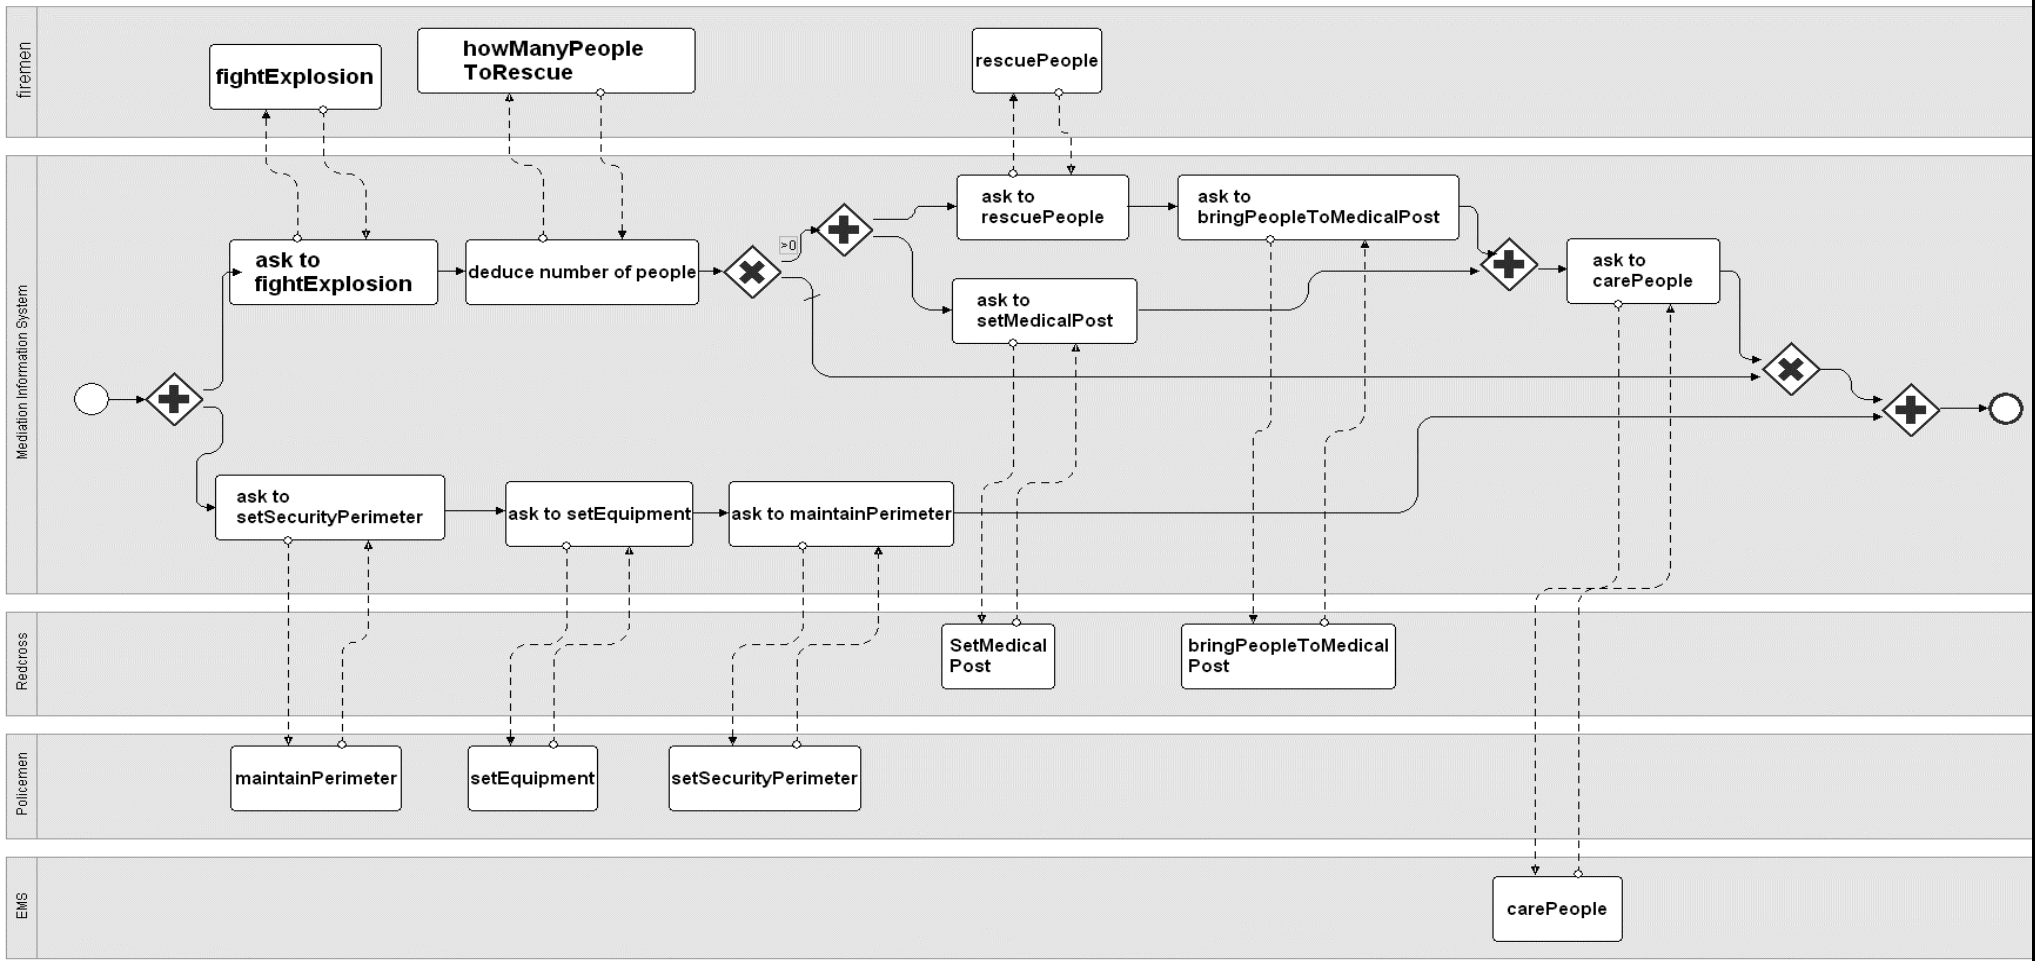 firemen
fightExplosion
howManyPeople
ToRescue
rescuePeople
Mediation Information System
ask to
fightExplosion
deduce number of people
>0
ask to
rescuePeople
ask to
bringPeopleToMedicalPost
ask to
setMedicalPost
ask to
carePeople
ask to
setSecurityPerimeter
ask to setEquipment
ask to maintainPerimeter
Redcross
SetMedical
Post
bringPeopleToMedical
Post
Policemen
maintainPerimeter
setEquipment
setSecurityPerimeter
EMS
carePeople